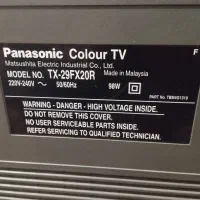 Panasonic Colour TV
F
Matsushita Electric Industrial Co., Ltd.
MODEL NO. TX-29FX20R Made in Malaysia
220V-240V ~ 50/60Hz 98W
PART NO.
WARNING - DANGER - HIGH VOLTAGE INSIDE.
DO NOT REMOVE THIS COVER.
NO USER SERVICEABLE PARTS INSIDE.
REFER SERVICING TO QUALIFIED TECHNICIAN.